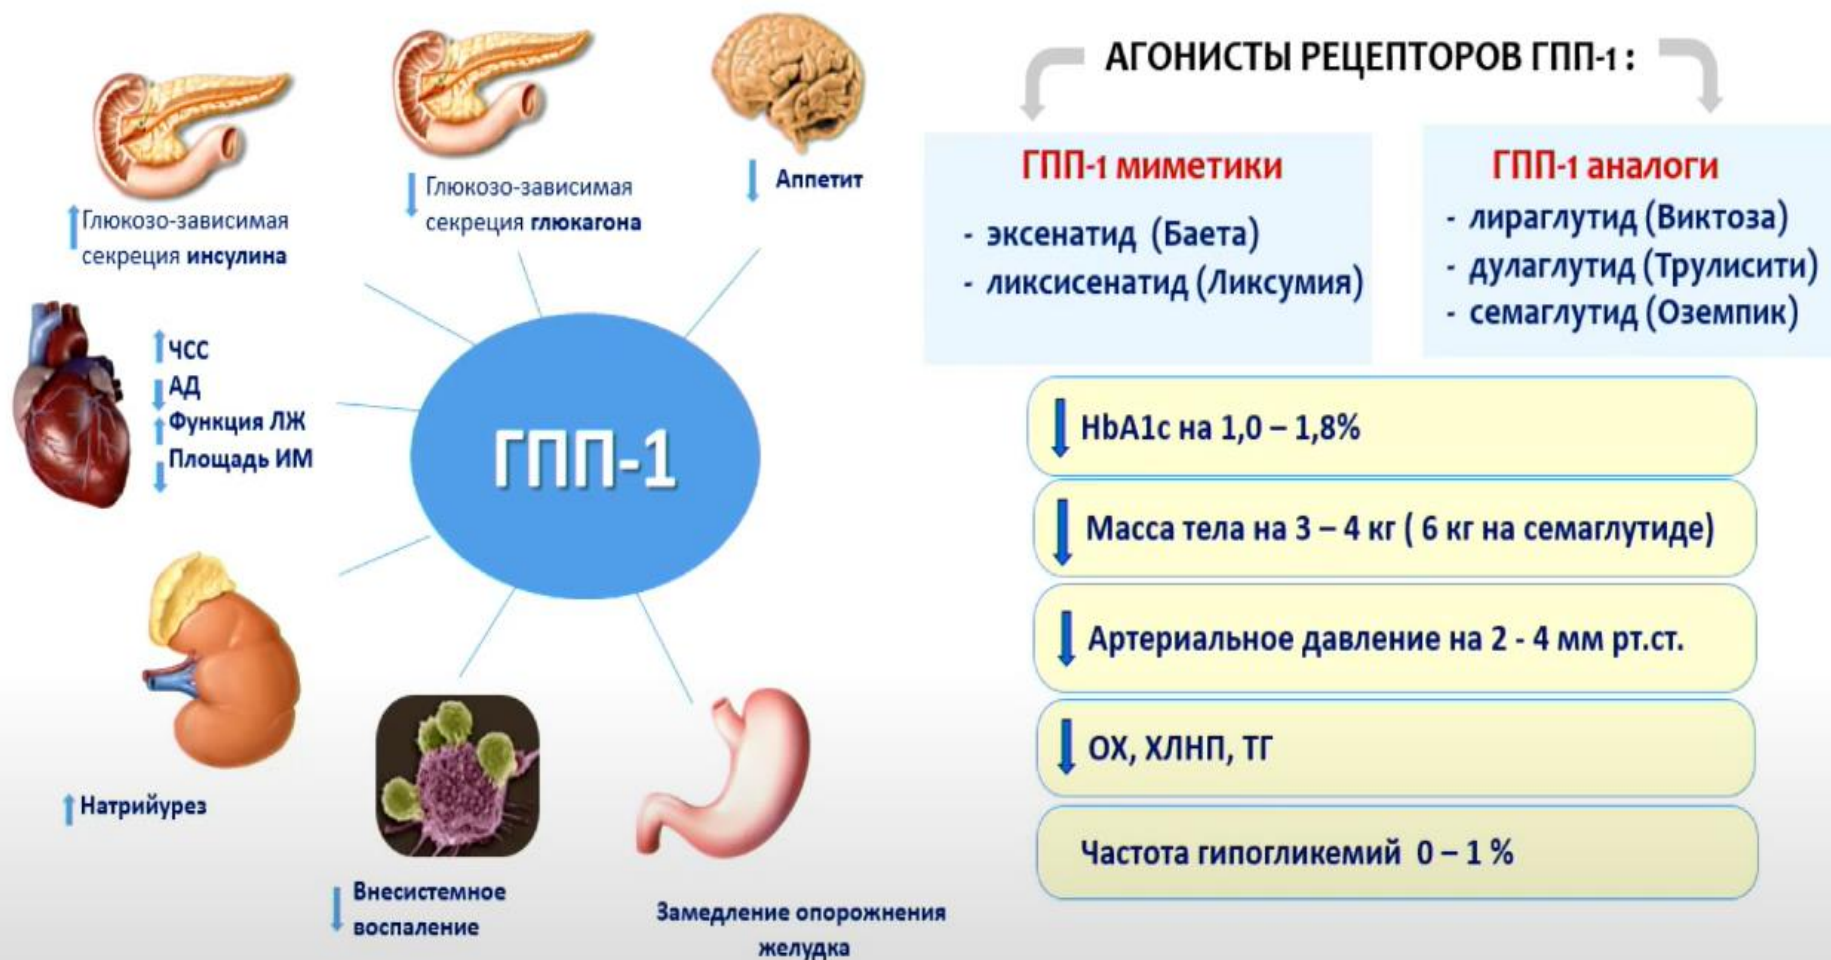 Глюкозо-зависимая
секреция инсулина
Глюкозо-зависимая
секреция глюкагона
Аппетит
ЧСС
АД
Функция ЛЖ
Площадь ИМ
ГПП-1
Натрийурез
Внесистемное
воспаление
Замедление опорожнения
желудка
АГОНИСТЫ РЕЦЕПТОРОВ ГПП-1 :
ГПП-1 миметики
- эксенатид (Баета)
- ликсисенатид (Ликсумия)
ГПП-1 аналоги
- лираглутид (Виктоза)
- дулаглутид (Трулисити)
- семаглутид (Оземпик)
HbA1c на 1,0 – 1,8%
Масса тела на 3 – 4 кг ( 6 кг на семаглутиде)
Артериальное давление на 2 - 4 мм рт.ст.
ОХ, ХЛНП, ТГ
Частота гипогликемий 0 – 1 %